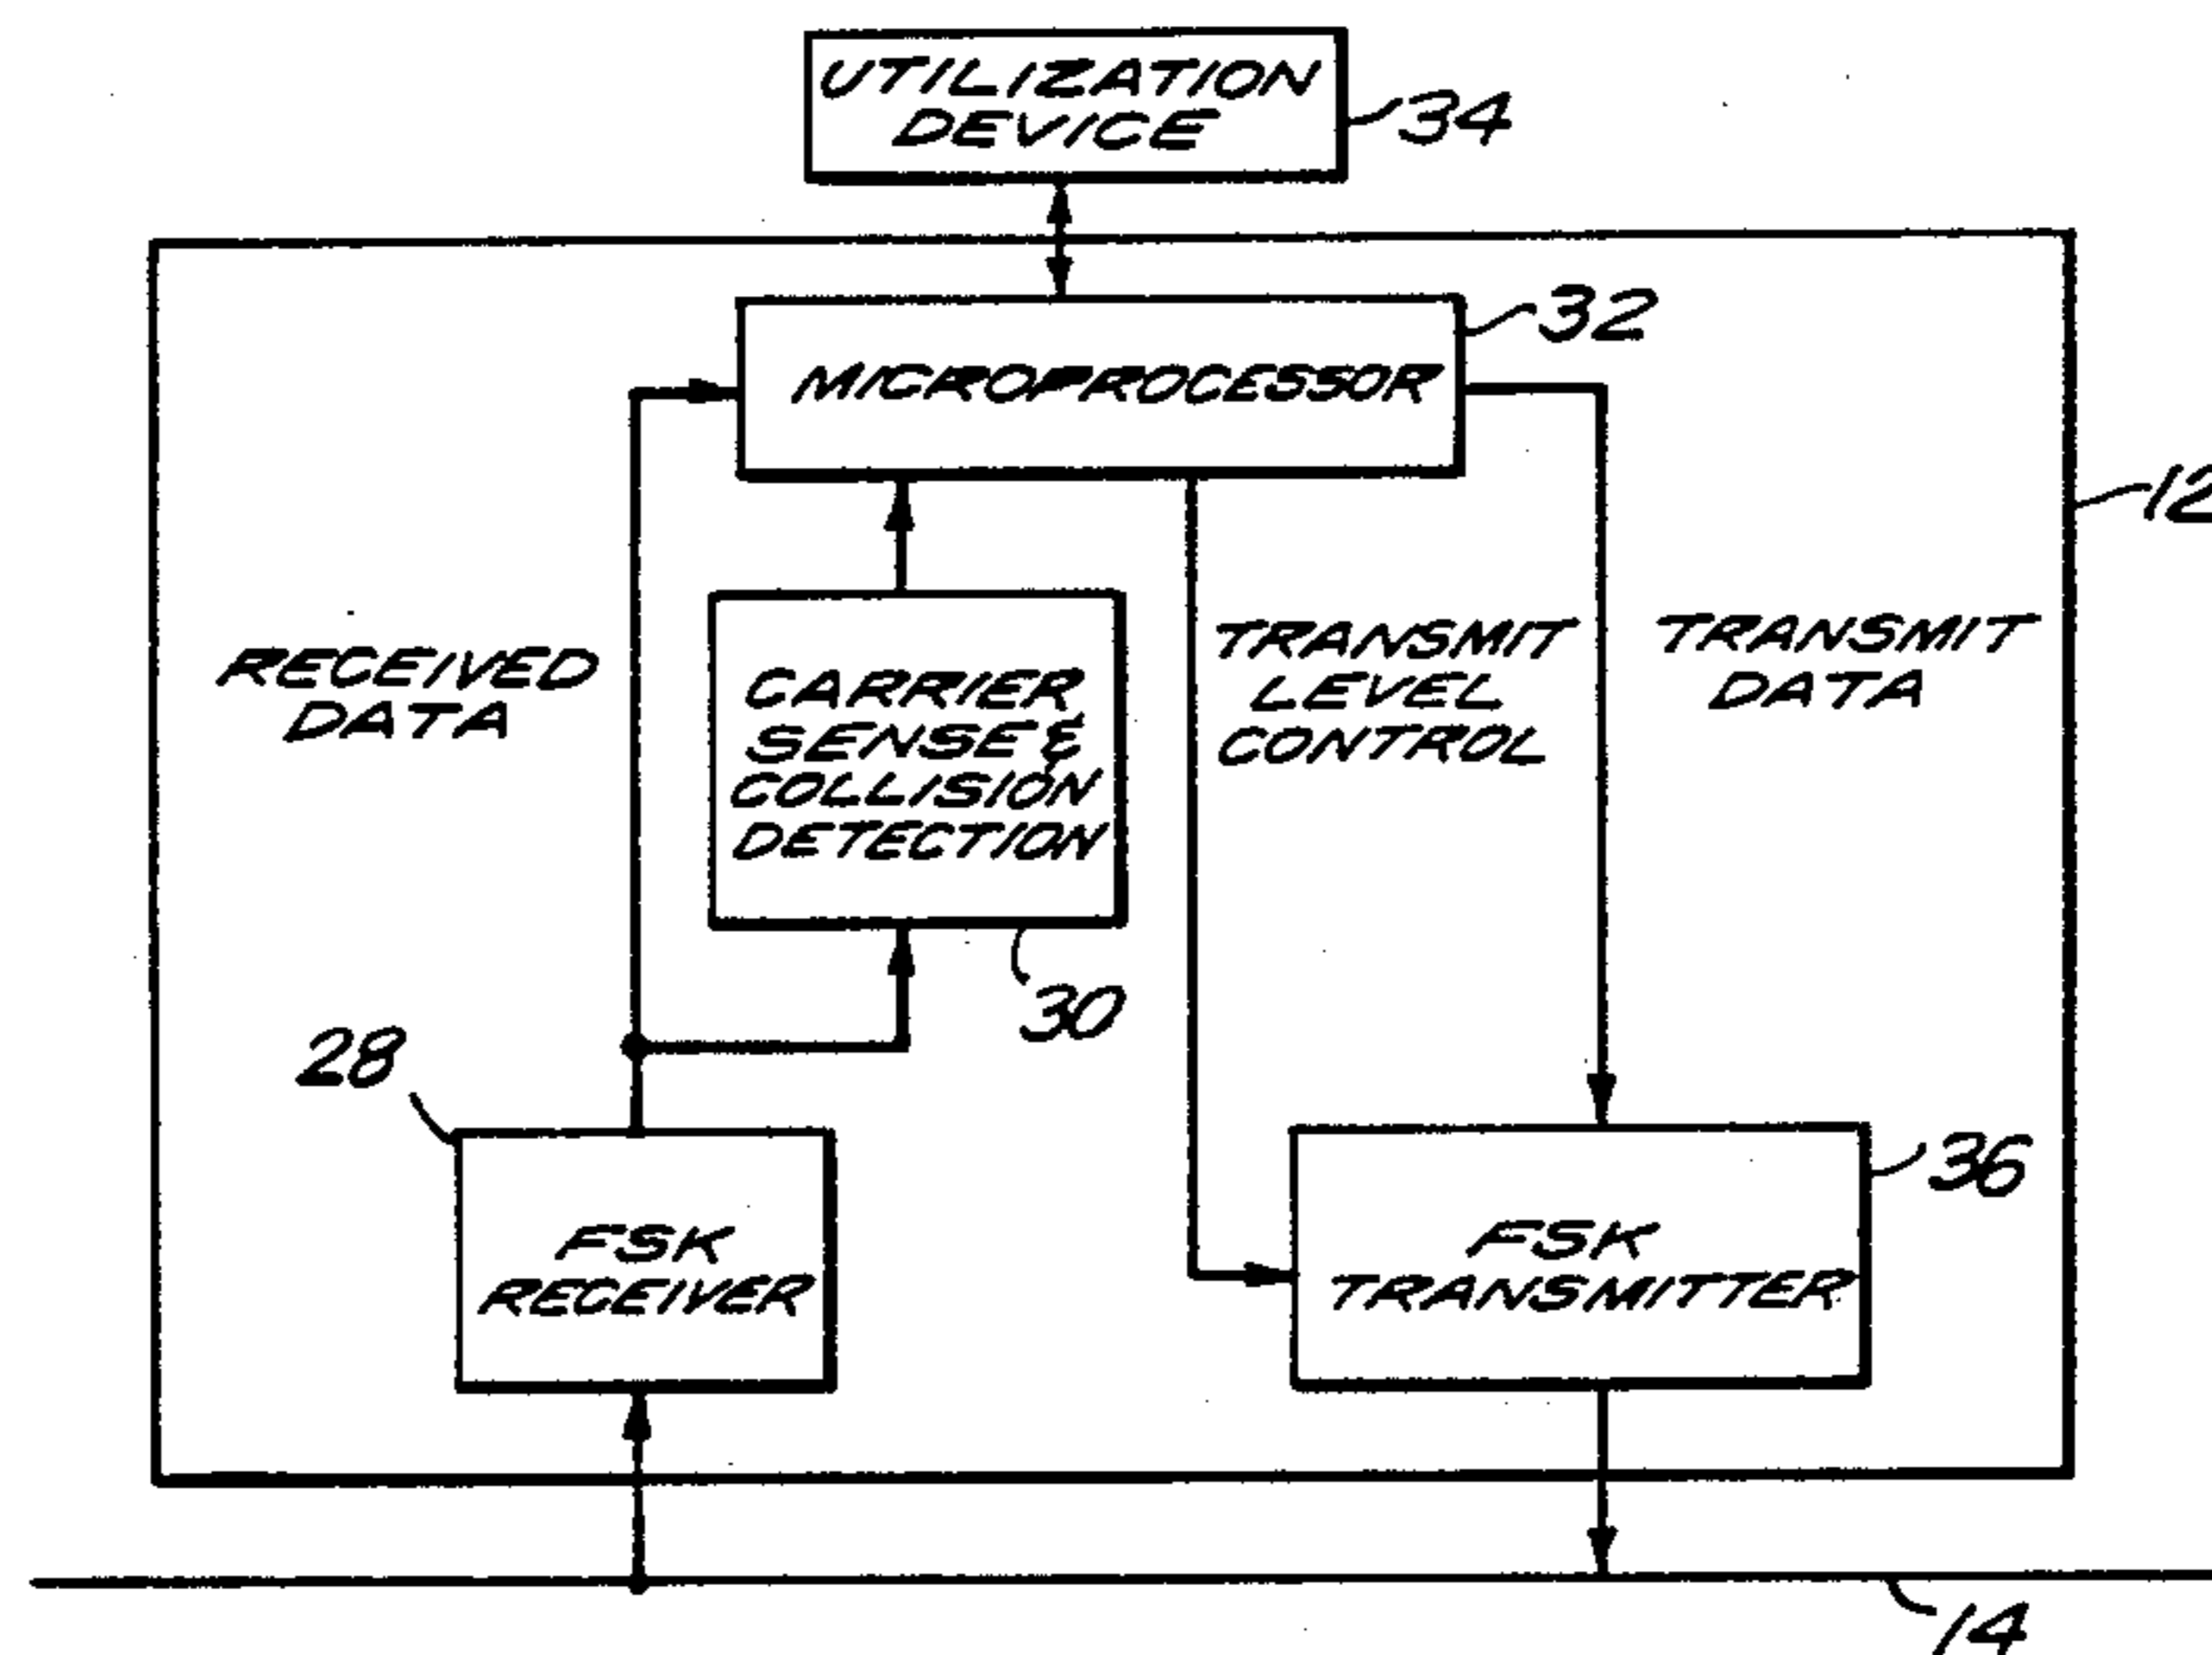 UTILIZATION
DEVICE
34
32
MICROPROCESSOR
12
RECEIVED
DATA
CARRIER
SENSE &
COLLISION
DETECTION
TRANSMIT
LEVEL
CONTROL
TRANSMIT
DATA
30
28
36
FSK
RECEIVER
FSK
TRANSMITTER
14